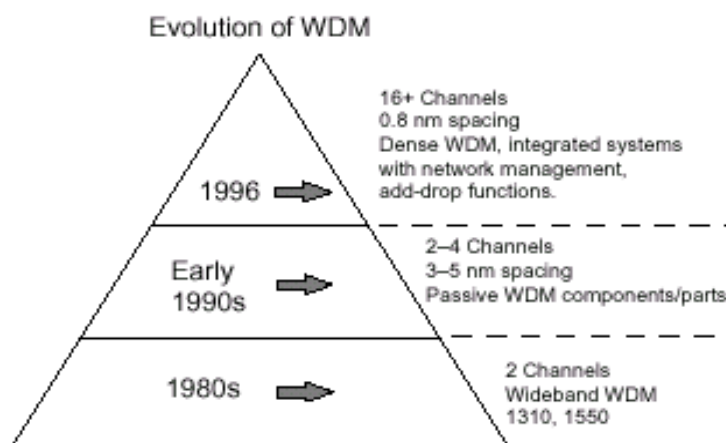 Evolution of WDM
16+ Channels
0.8 nm spacing
Dense WDM, integrated systems
with network management,
add-drop functions.
1996
2–4 Channels
3–5 nm spacing
Passive WDM components/parts
Early
1990s
2 Channels
Wideband WDM
1310, 1550
1980s